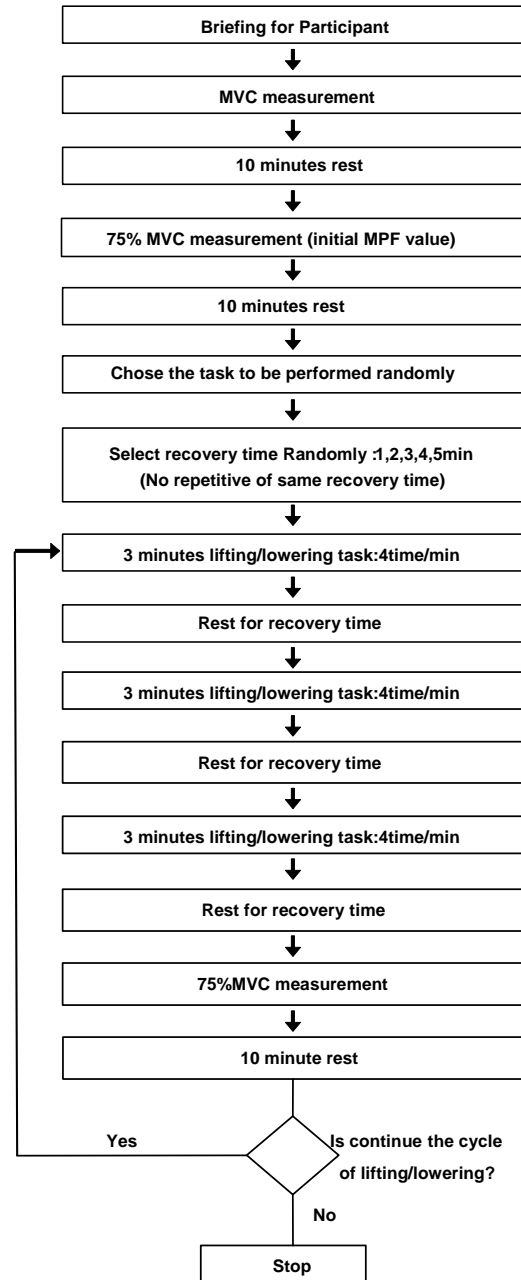 Briefing for Participant
MVC measurement
10 minutes rest
75% MVC measurement (initial MPF value)
10 minutes rest
Chose the task to be performed randomly
Select recovery time Randomly :1,2,3,4,5min
(No repetitive of same recovery time)
3 minutes lifting/lowering task:4time/min
Rest for recovery time
3 minutes lifting/lowering task:4time/min
Rest for recovery time
3 minutes lifting/lowering task:4time/min
Rest for recovery time
75%MVC measurement
10 minute rest
Yes
Is continue the cycle
of lifting/lowering?
No
Stop